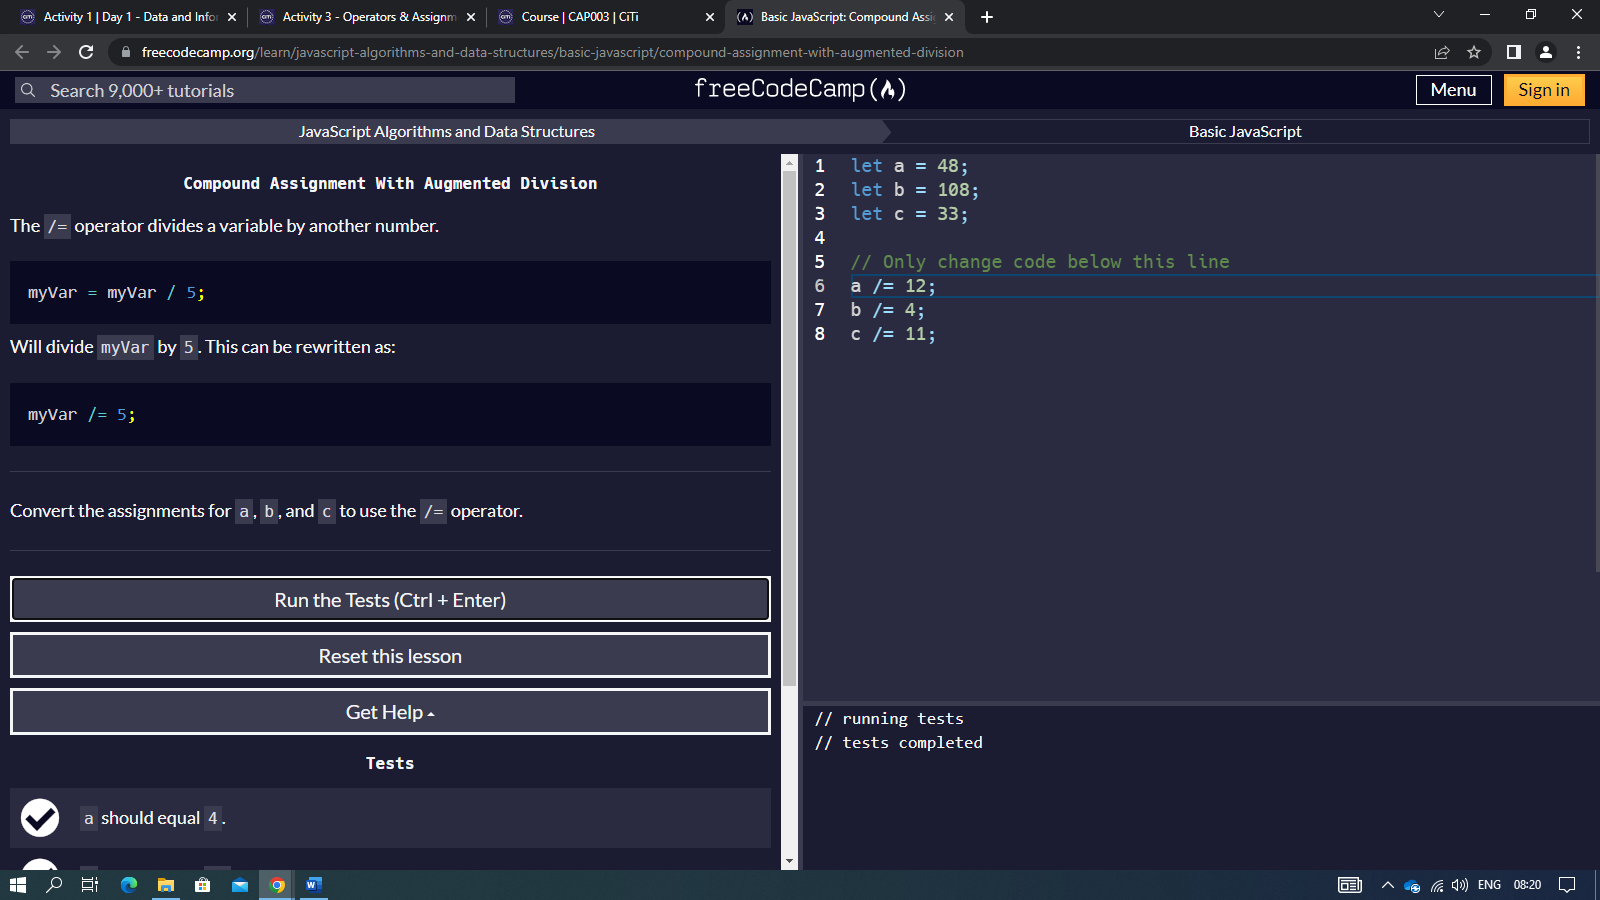 Activity 1 | Day 1 - Data and Infor
Activity 3 - Operators & Assignm
Course | CAP003 | CiTi
Basic JavaScript: Compound Assi
freecodecamp.org/learn/javascript-algorithms-and-data-structures/basic-javascript/compound-assignment-with-augmented-division
Search 9,000+ tutorials
freeCodeCamp
Menu
Sign in
JavaScript Algorithms and Data Structures
Basic JavaScript
Compound Assignment With Augmented Division
The /= operator divides a variable by another number.
myVar = myVar / 5;
Will divide myVar by 5. This can be rewritten as:
myVar /= 5;
Convert the assignments for a, b, and c to use the /= operator.
Run the Tests (Ctrl + Enter)
Reset this lesson
Get Help
Tests
a should equal 4.
1 let a = 48;
2 let b = 108;
3 let c = 33;
4
5 // Only change code below this line
6 a /= 12;
7 b /= 4;
8 c /= 11;
// running tests
// tests completed
ENG
08:20